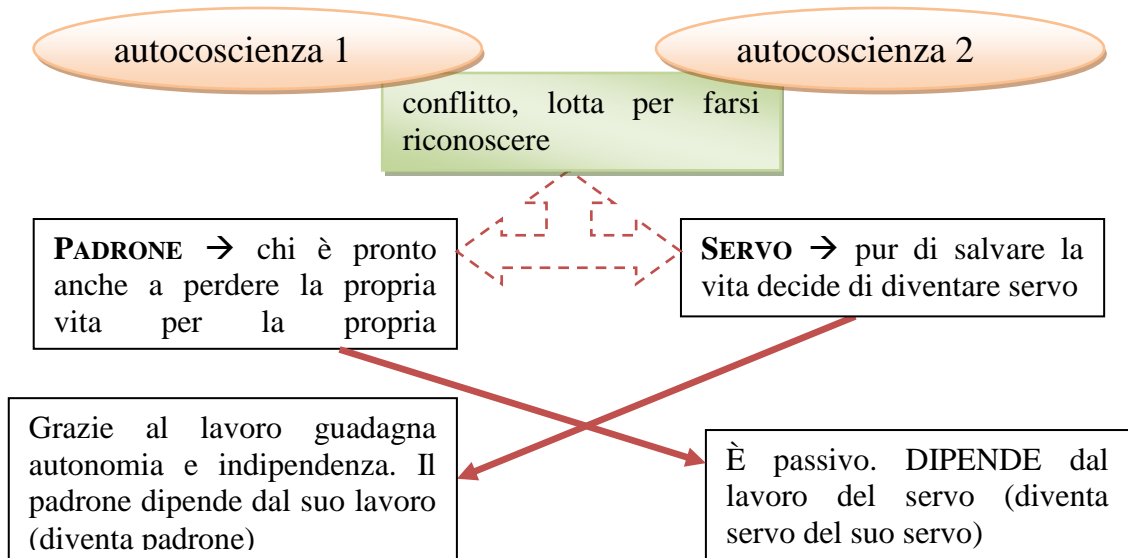 autocoscienza 1
autocoscienza 2
conflitto, lotta per farsi
riconoscere
PADRONE → chi è pronto
anche a perdere la propria
vita per la propria
SERVO → pur di salvare la
vita decide di diventare servo
Grazie al lavoro guadagna
autonomia e indipendenza. Il
padrone dipende dal suo lavoro
(diventa padrone)
È passivo. DIPENDE dal
lavoro del servo (diventa
servo del suo servo)